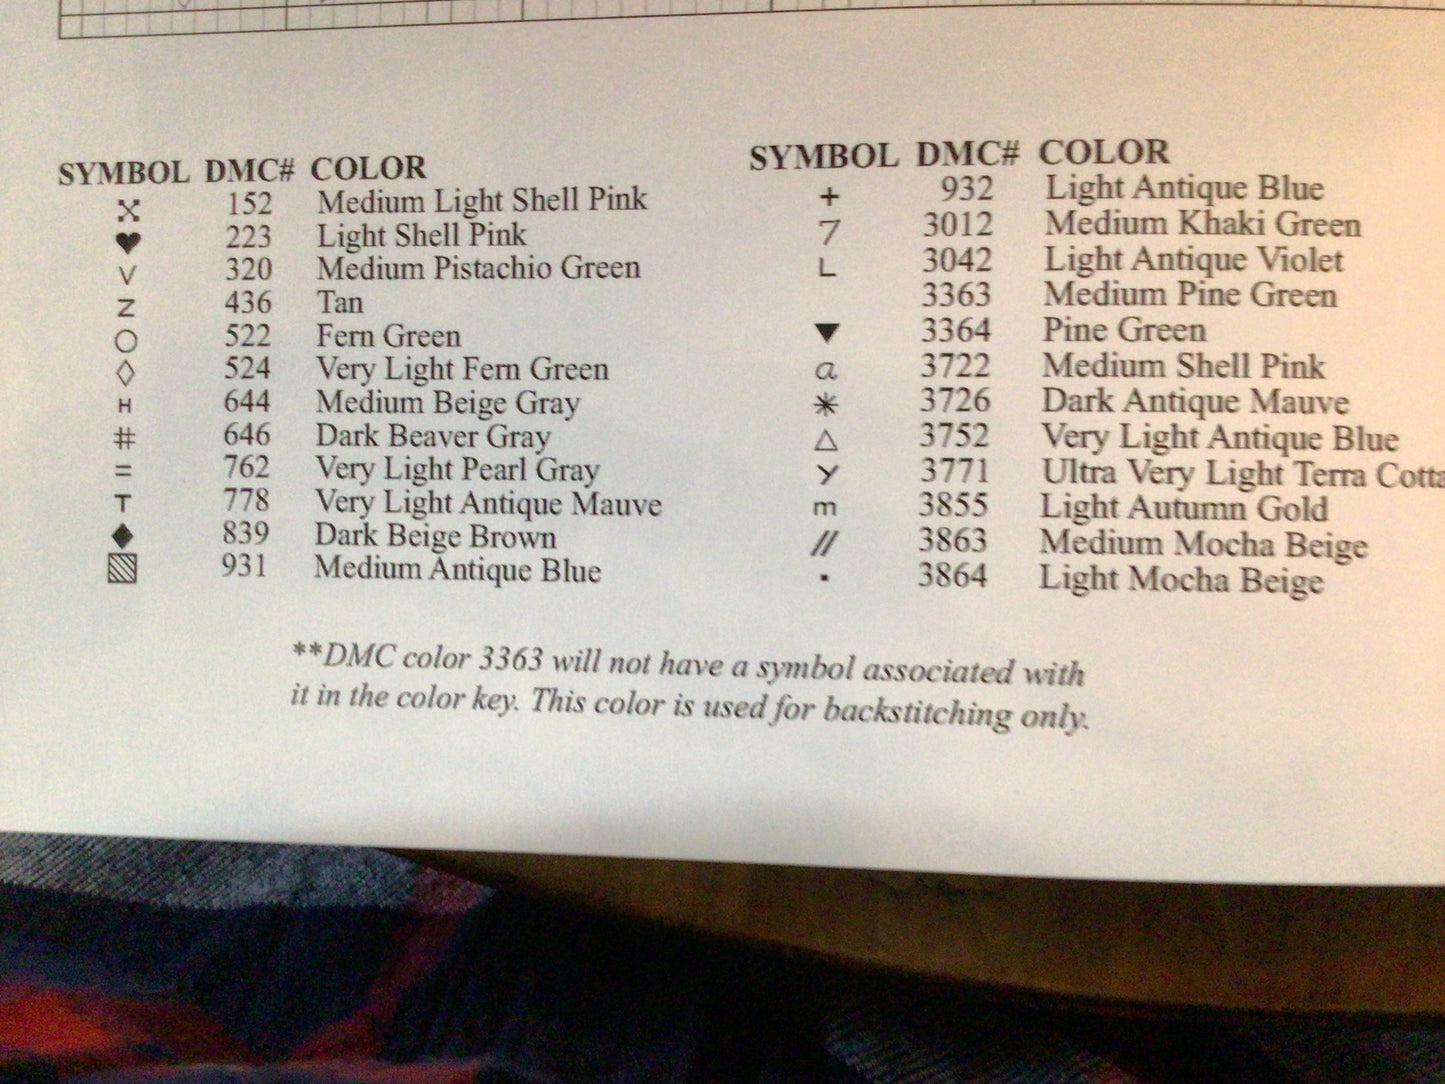 SYMBOL DMC# COLOR
152 Medium Light Shell Pink
♥ 223 Light Shell Pink
V 320 Medium Pistachio Green
Z 436 Tan
○ 522 Fern Green
◊ 524 Very Light Fern Green
H 644 Medium Beige Gray
# 646 Dark Beaver Gray
= 762 Very Light Pearl Gray
T 778 Very Light Antique Mauve
◆ 839 Dark Beige Brown
▧ 931 Medium Antique Blue
SYMBOL DMC# COLOR
+ 932 Light Antique Blue
7 3012 Medium Khaki Green
L 3042 Light Antique Violet
3363 Medium Pine Green
▼ 3364 Pine Green
a 3722 Medium Shell Pink
* 3726 Dark Antique Mauve
△ 3752 Very Light Antique Blue
Y 3771 Ultra Very Light Terra Cotta
m 3855 Light Autumn Gold
// 3863 Medium Mocha Beige
▪ 3864 Light Mocha Beige
**DMC color 3363 will not have a symbol associated with
it in the color key. This color is used for backstitching only.